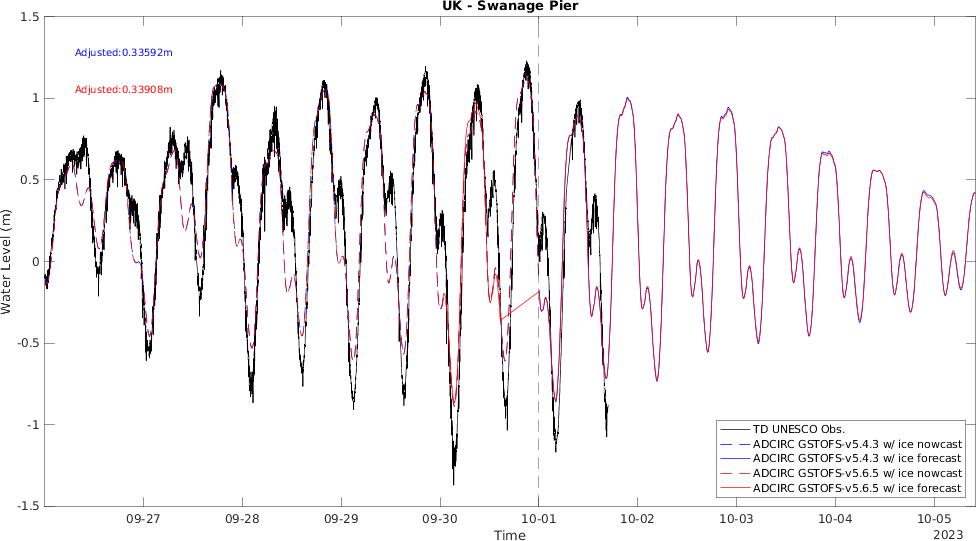 UK - Swanage Pier
1.5
1
0.5
0
-0.5
-1
-1.5
Water Level (m)
Adjusted:0.33592m
Adjusted:0.33908m
TD UNESCO Obs.
ADCIRC GSTOFS-v5.4.3 w/ ice nowcast
ADCIRC GSTOFS-v5.4.3 w/ ice forecast
ADCIRC GSTOFS-v5.6.5 w/ ice nowcast
ADCIRC GSTOFS-v5.6.5 w/ ice forecast
09-27 09-28 09-29 09-30 10-01 10-02 10-03 10-04 10-05
2023
Time